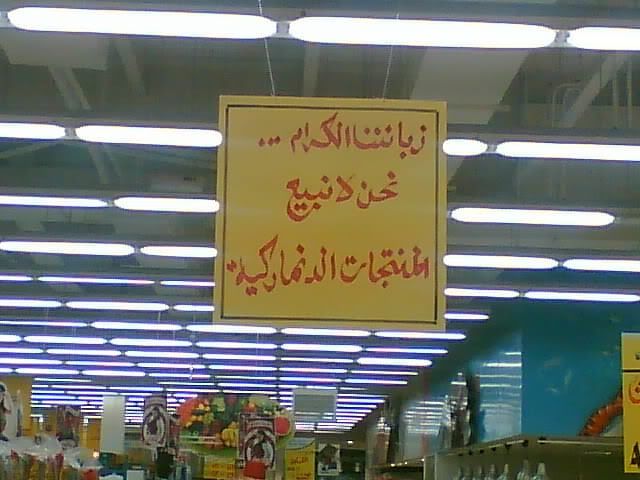 زبائننا الكرام ...
نحن لا نبيع
المنتجات الدنماركية